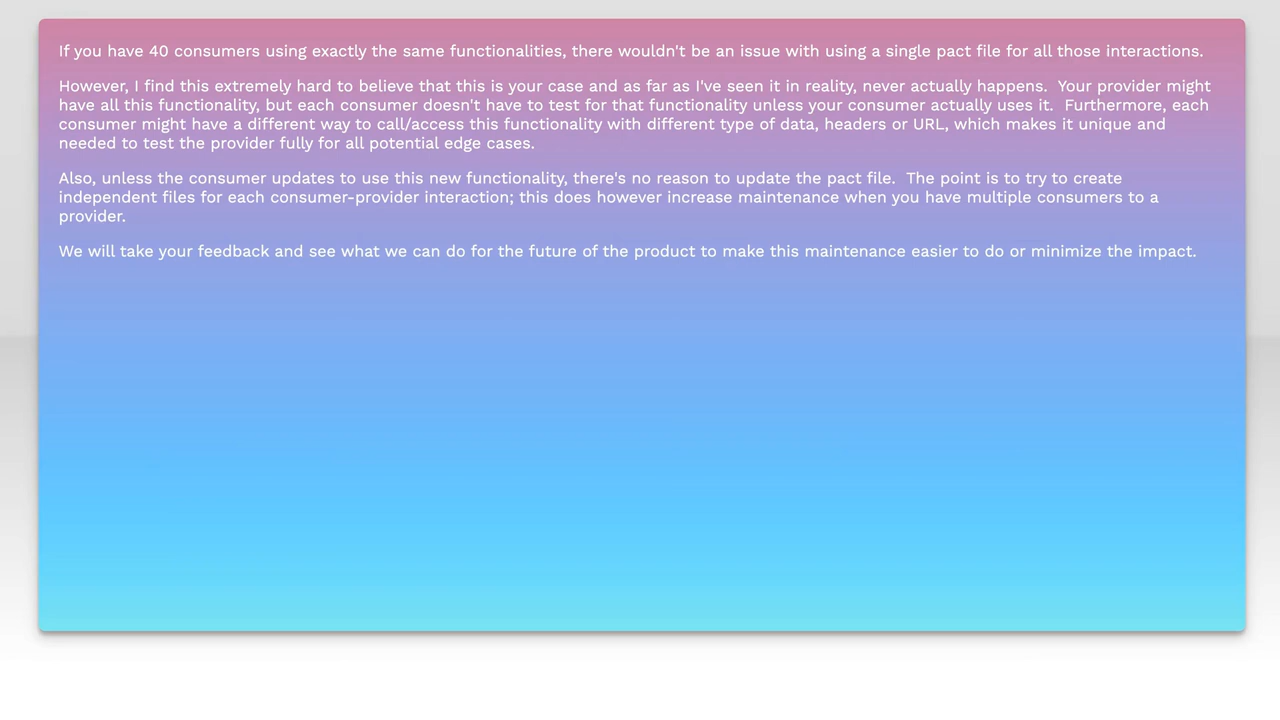 If you have 40 consumers using exactly the same functionalities, there wouldn't be an issue with using a single pact file for all those interactions.
However, I find this extremely hard to believe that this is your case and as far as I've seen it in reality, never actually happens.  Your provider might
have all this functionality, but each consumer doesn't have to test for that functionality unless your consumer actually uses it.  Furthermore, each
consumer might have a different way to call/access this functionality with different type of data, headers or URL, which makes it unique and
needed to test the provider fully for all potential edge cases.
Also, unless the consumer updates to use this new functionality, there's no reason to update the pact file.  The point is to try to create
independent files for each consumer-provider interaction; this does however increase maintenance when you have multiple consumers to a
provider.
We will take your feedback and see what we can do for the future of the product to make this maintenance easier to do or minimize the impact.